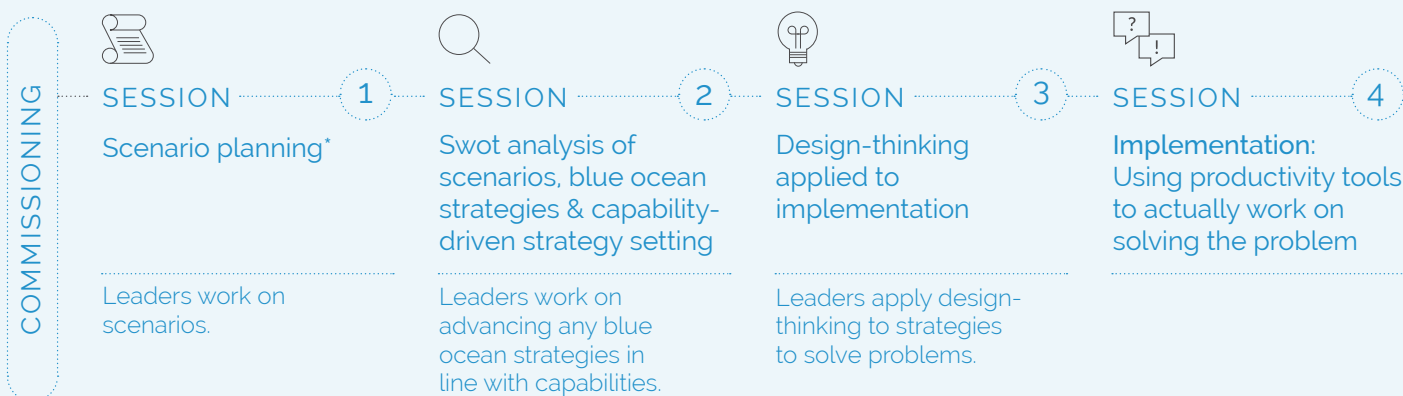 COMMISSIONING
SESSION 1
Scenario planning*
Leaders work on
scenarios.
SESSION 2
Swot analysis of
scenarios, blue ocean
strategies & capability-
driven strategy setting
Leaders work on
advancing any blue
ocean strategies in
line with capabilities.
SESSION 3
Design-thinking
applied to
implementation
Leaders apply design-
thinking to strategies
to solve problems.
?
!
SESSION 4
Implementation:
Using productivity tools
to actually work on
solving the problem